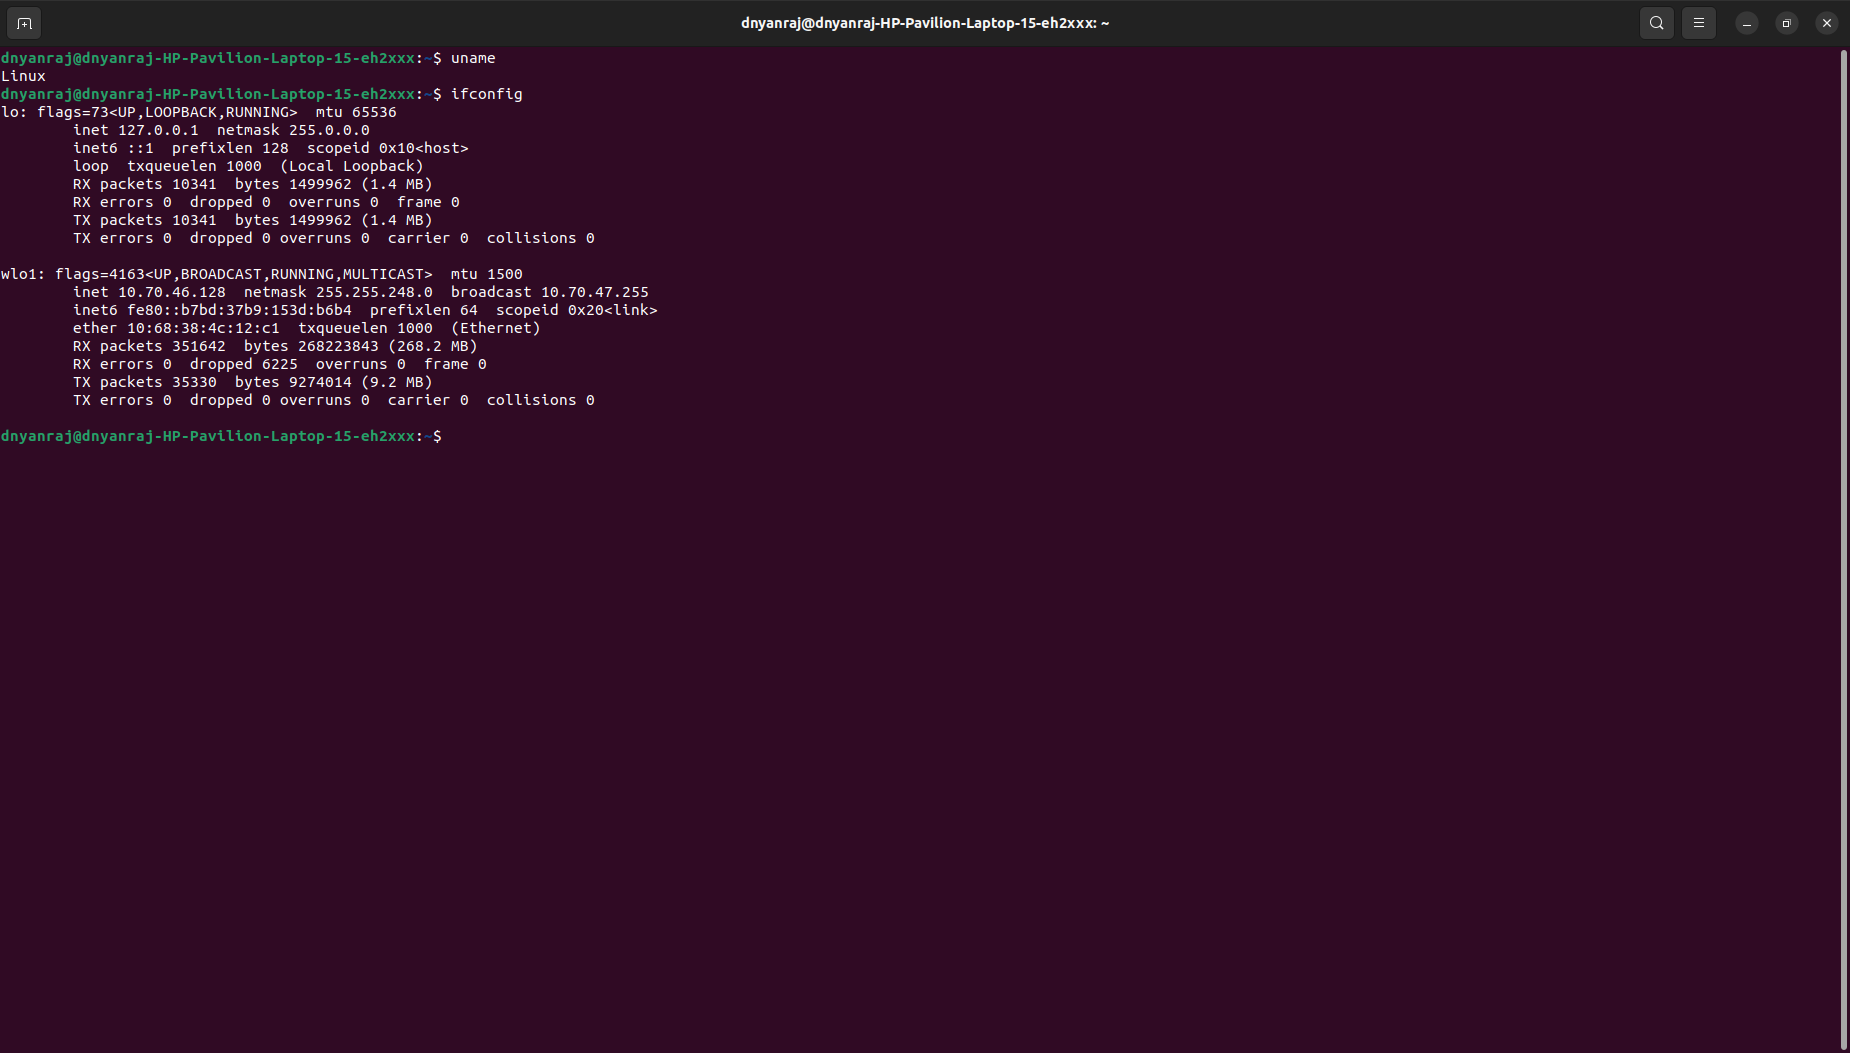 dnyanraj@dnyanraj-HP-Pavilion-Laptop-15-eh2xxx: ~
dnyanraj@dnyanraj-HP-Pavilion-Laptop-15-eh2xxx:~$ uname
Linux
dnyanraj@dnyanraj-HP-Pavilion-Laptop-15-eh2xxx:~$ ifconfig
lo: flags=73<UP,LOOPBACK,RUNNING>  mtu 65536
        inet 127.0.0.1  netmask 255.0.0.0
        inet6 ::1  prefixlen 128  scopeid 0x10<host>
        loop  txqueuelen 1000  (Local Loopback)
        RX packets 10341  bytes 1499962 (1.4 MB)
        RX errors 0  dropped 0  overruns 0  frame 0
        TX packets 10341  bytes 1499962 (1.4 MB)
        TX errors 0  dropped 0 overruns 0  carrier 0  collisions 0

wlo1: flags=4163<UP,BROADCAST,RUNNING,MULTICAST>  mtu 1500
        inet 10.70.46.128  netmask 255.255.248.0  broadcast 10.70.47.255
        inet6 fe80::b7bd:37b9:153d:b6b4  prefixlen 64  scopeid 0x20<link>
        ether 10:68:38:4c:12:c1  txqueuelen 1000  (Ethernet)
        RX packets 351642  bytes 268223843 (268.2 MB)
        RX errors 0  dropped 6225  overruns 0  frame 0
        TX packets 35330  bytes 9274014 (9.2 MB)
        TX errors 0  dropped 0 overruns 0  carrier 0  collisions 0

dnyanraj@dnyanraj-HP-Pavilion-Laptop-15-eh2xxx:~$